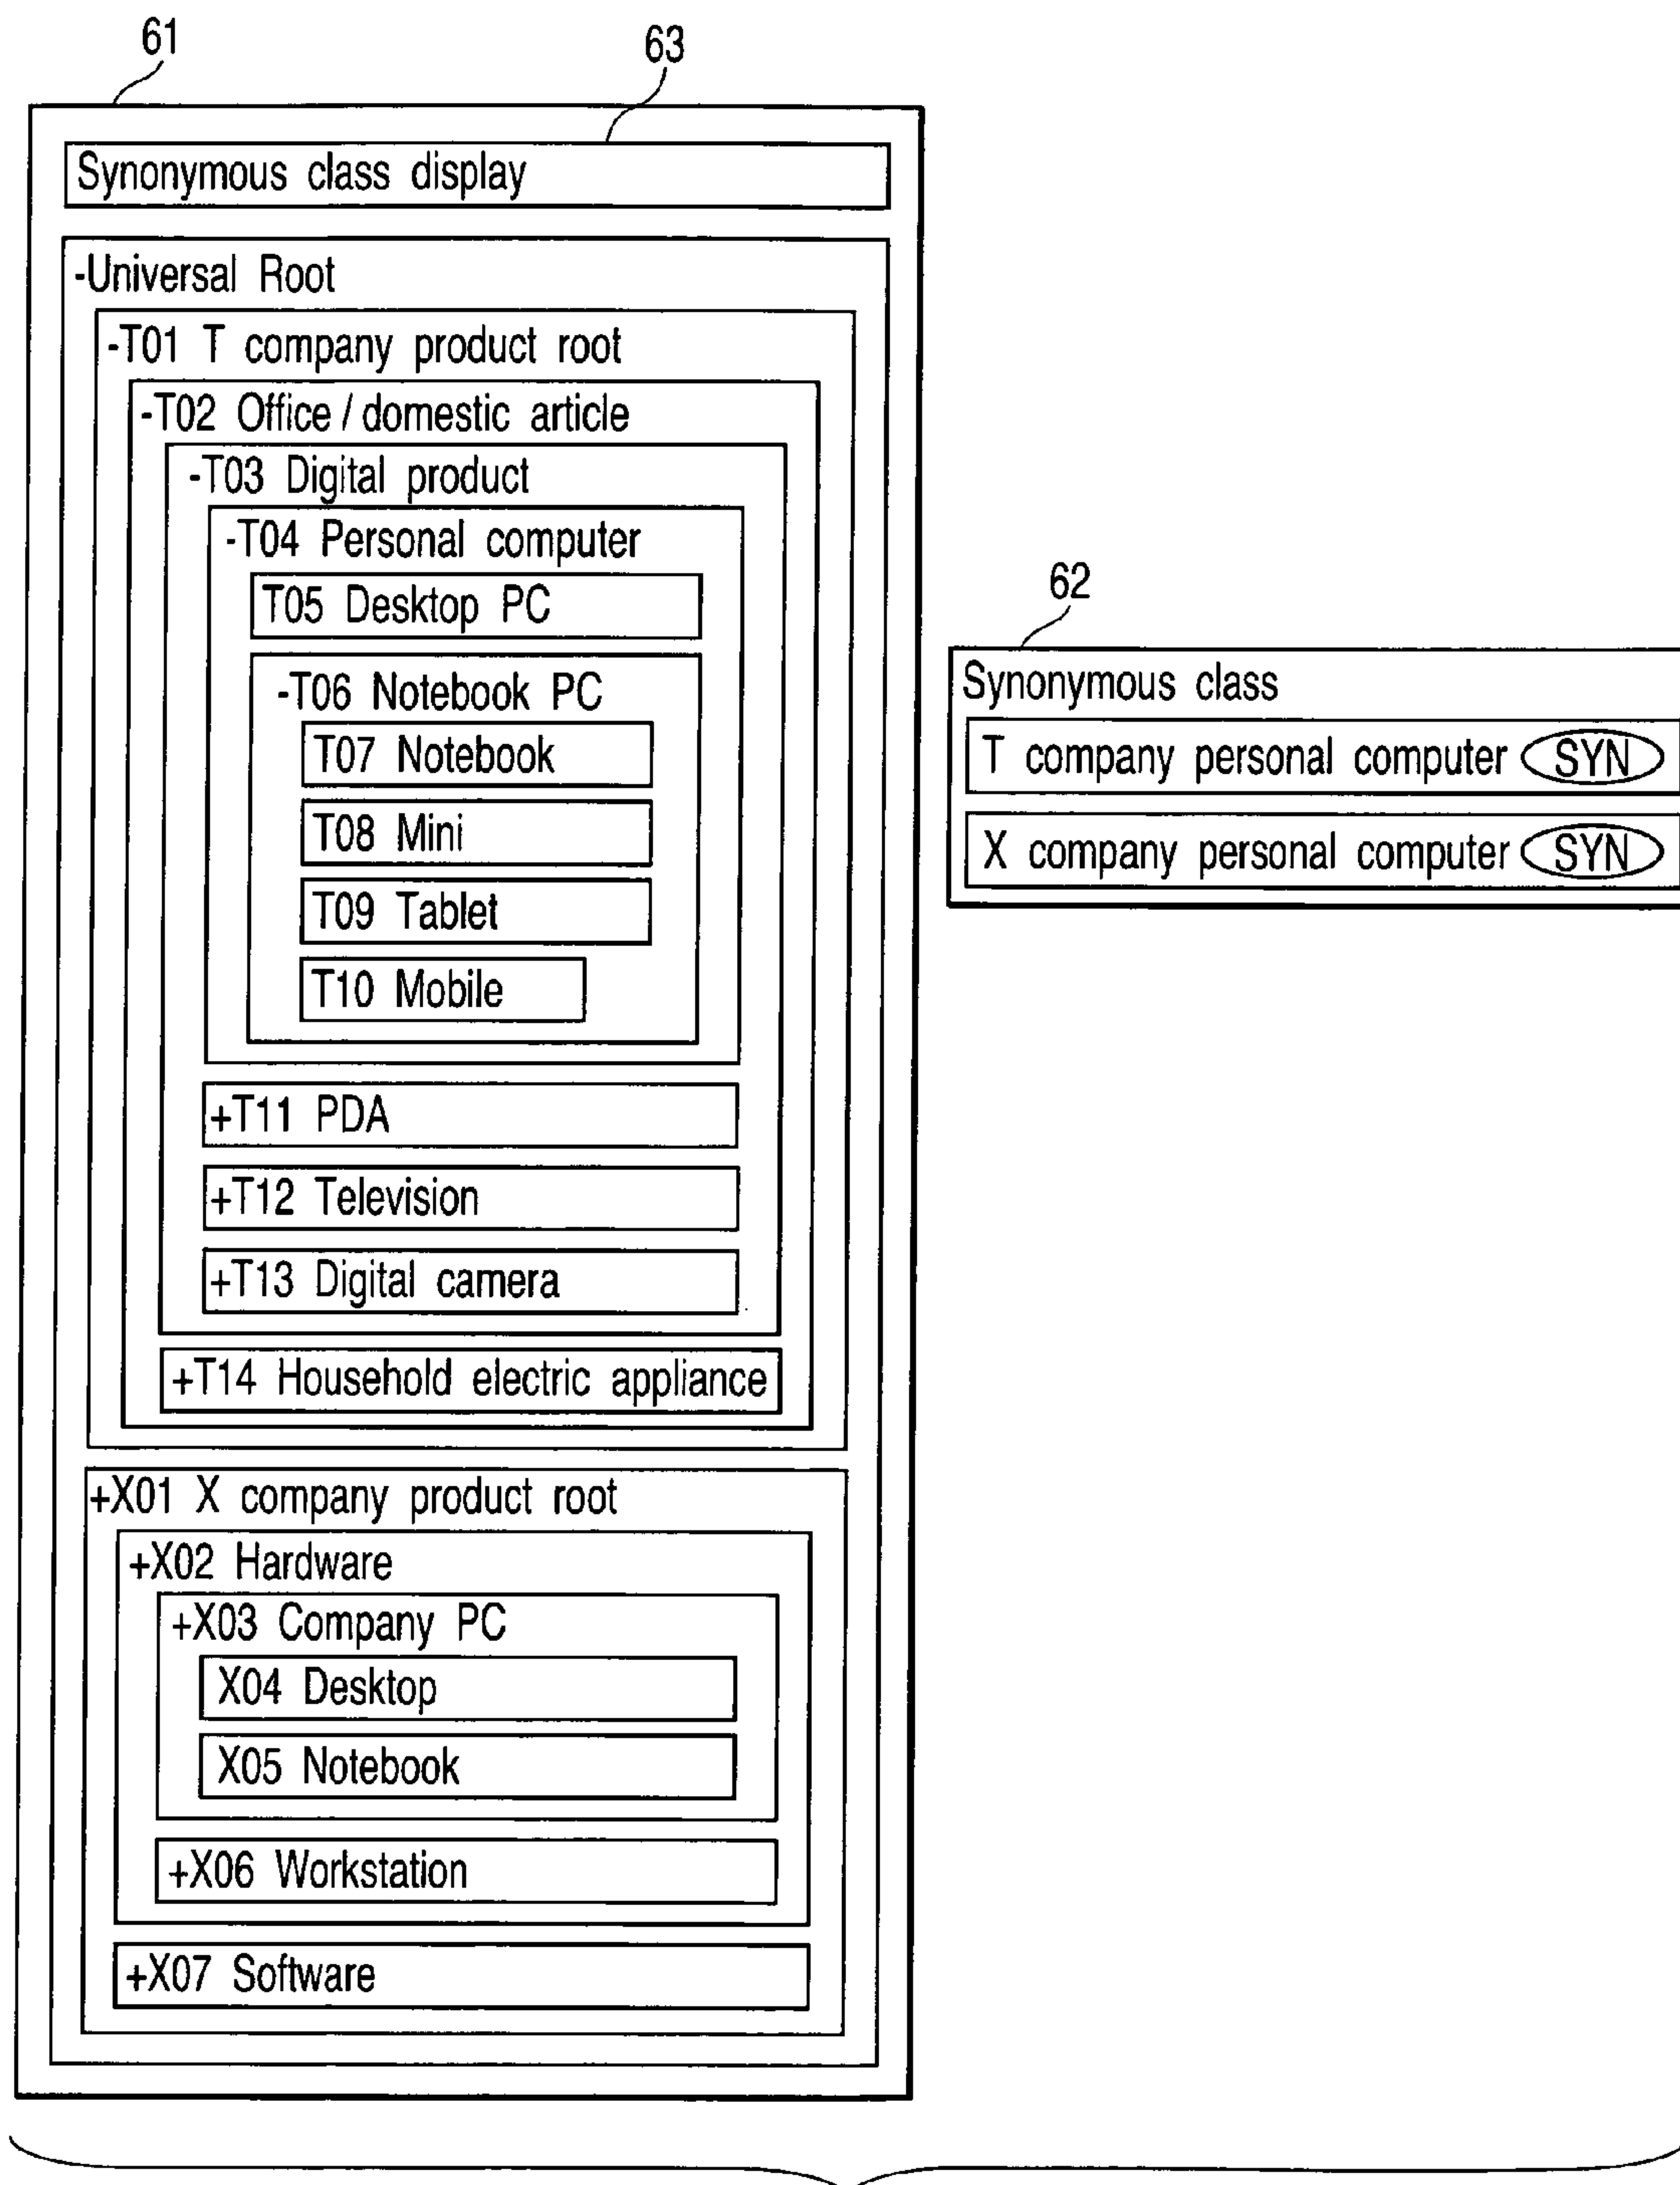 61
63
Synonymous class display
-Universal Root
-T01 T company product root
-T02 Office / domestic article
-T03 Digital product
-T04 Personal computer
T05 Desktop PC
-T06 Notebook PC
T07 Notebook
T08 Mini
T09 Tablet
T10 Mobile
+T11 PDA
+T12 Television
+T13 Digital camera
+T14 Household electric appliance
+X01 X company product root
+X02 Hardware
+X03 Company PC
X04 Desktop
X05 Notebook
+X06 Workstation
+X07 Software
62
Synonymous class
T company personal computer SYN
X company personal computer SYN